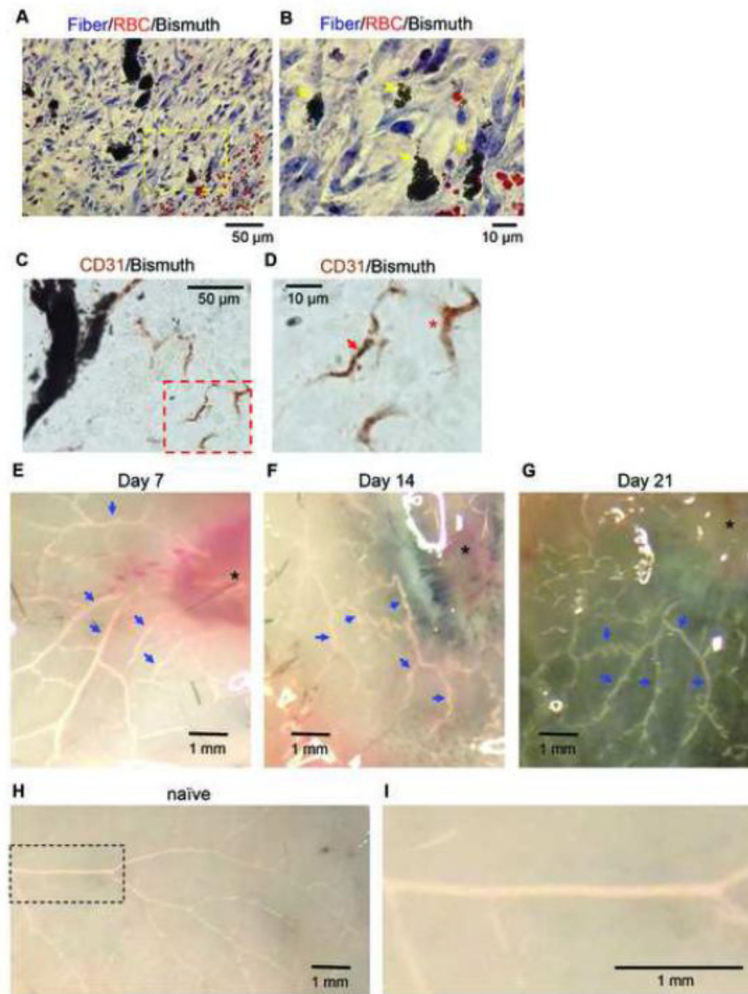 A
Fiber/RBC/Bismuth
B
Fiber/RBC/Bismuth
50 µm
10 µm
C
CD31/Bismuth
50 µm
D
CD31/Bismuth
10 µm
*
E
Day 7
F
Day 14
G
Day 21
*
*
*
1 mm
1 mm
1 mm
H
naïve
I
1 mm
1 mm